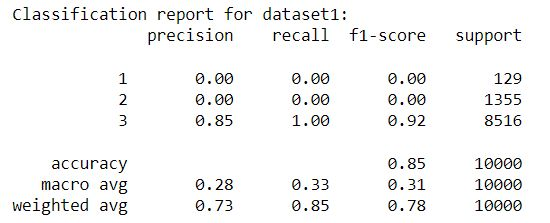 Classification report for dataset1:
precision recall f1-score support
1 0.00 0.00 0.00 129
2 0.00 0.00 0.00 1355
3 0.85 1.00 0.92 8516
accuracy 0.85 10000
macro avg 0.28 0.33 0.31 10000
weighted avg 0.73 0.85 0.78 10000